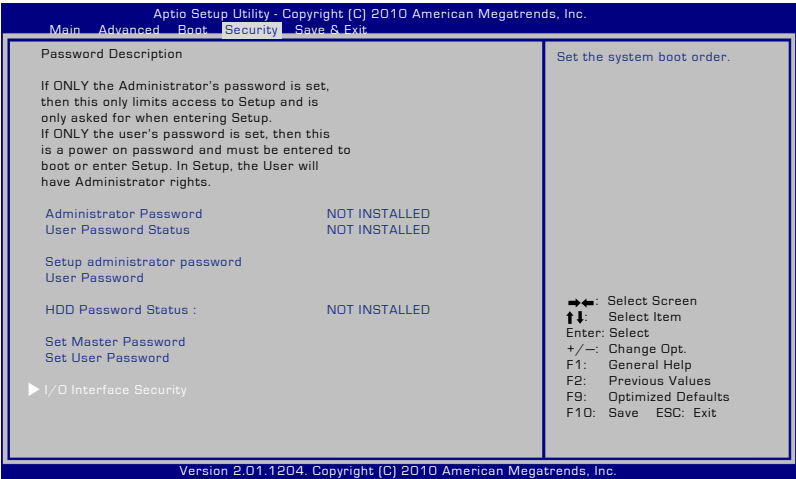 Aptio Setup Utility - Copyright (C) 2010 American Megatrends, Inc.
Main Advanced Boot Security Save & Exit
Password Description
If ONLY the Administrator's password is set,
then this only limits access to Setup and is
only asked for when entering Setup.
If ONLY the user's password is set, then this
is a power on password and must be entered to
boot or enter Setup. In Setup, the User will
have Administrator rights.
Administrator Password NOT INSTALLED
User Password Status NOT INSTALLED
Setup administrator password
User Password
HDD Password Status : NOT INSTALLED
Set Master Password
Set User Password
I/O Interface Security
Set the system boot order.
→←: Select Screen
↑↓: Select Item
Enter: Select
+/—: Change Opt.
F1: General Help
F2: Previous Values
F9: Optimized Defaults
F10: Save ESC: Exit
Version 2.01.1204. Copyright (C) 2010 American Megatrends, Inc.